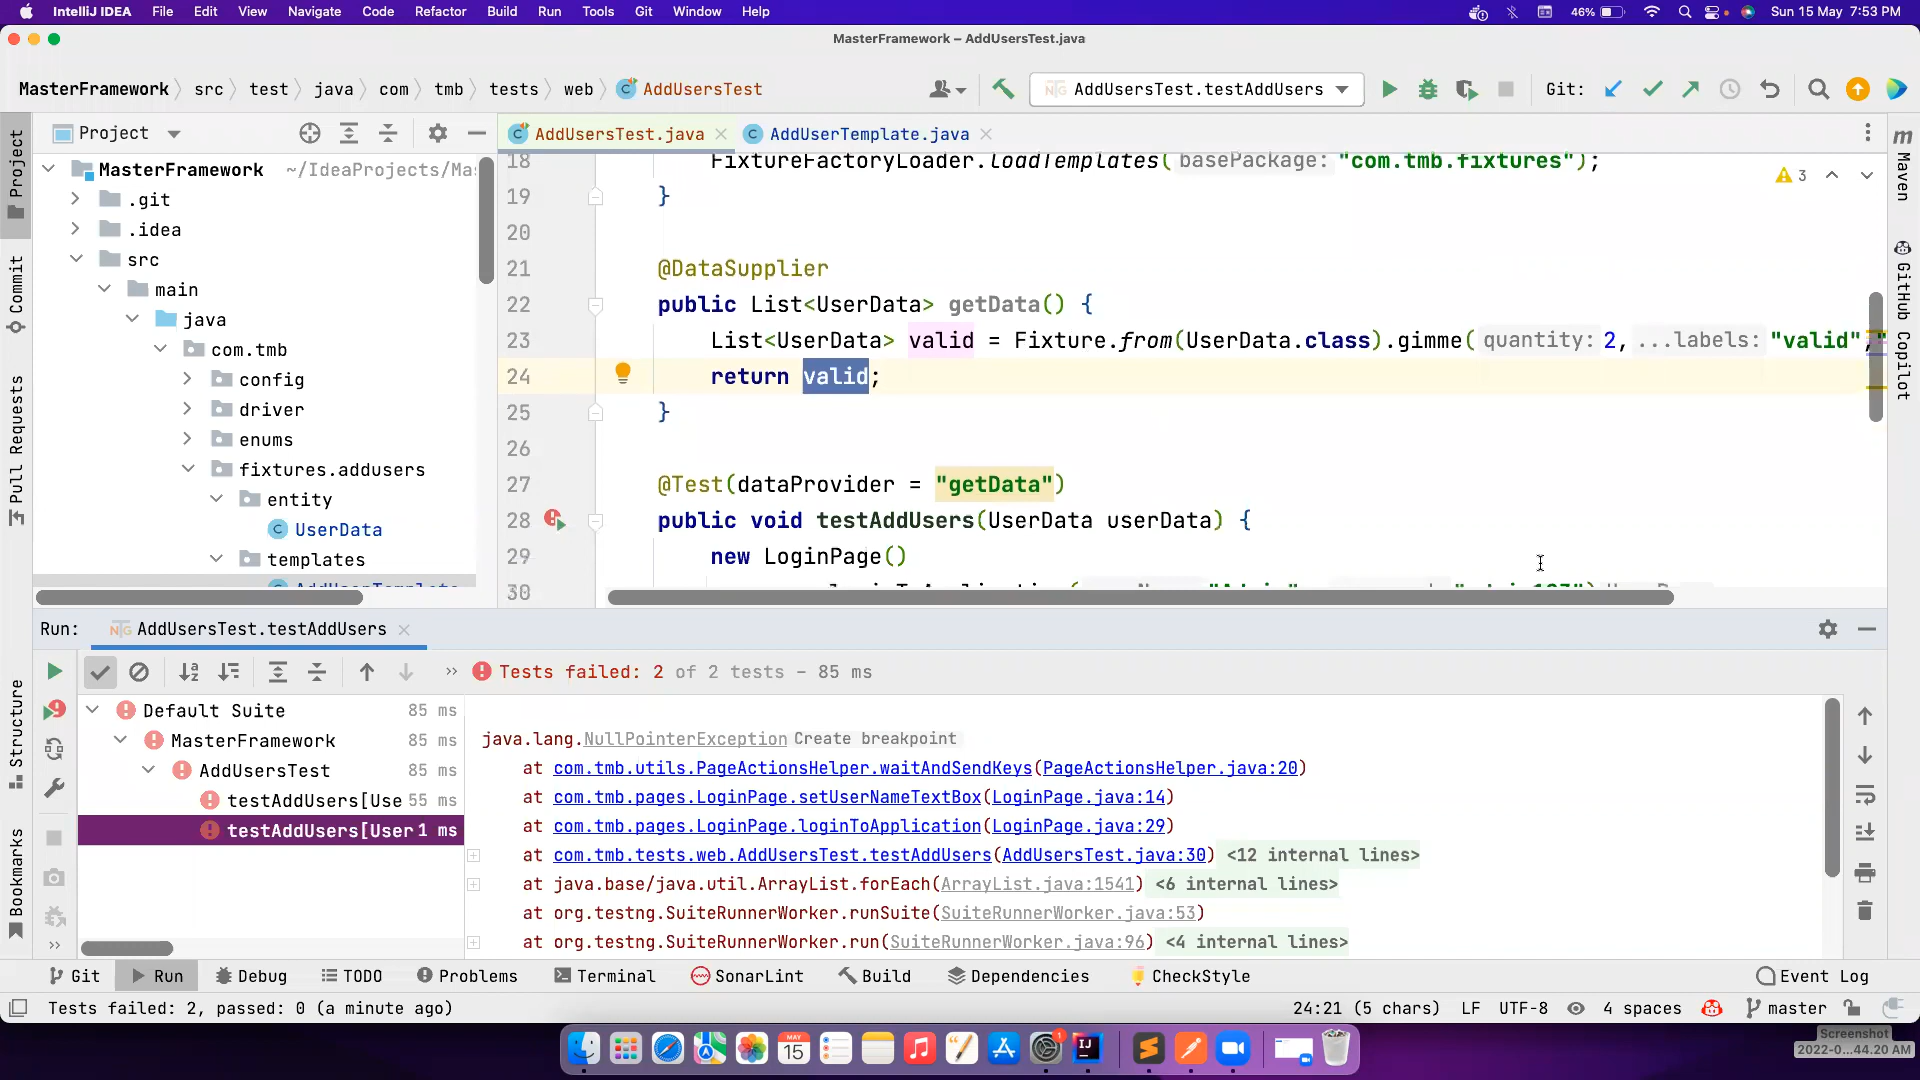 IntelliJ IDEA File Edit View Navigate Code Refactor Build Run Tools Git Window Help 46% Sun 15 May 7:53 PM
MasterFramework – AddUsersTest.java
MasterFramework src test java com tmb tests web AddUsersTest AddUsersTest.testAddUsers Git:
Project AddUsersTest.java AddUserTemplate.java
MasterFramework ~/IdeaProjects/Ma
.git
.idea
src
main
java
com.tmb
config
driver
enums
fixtures.addusers
entity
UserData
templates
18 FixtureFactoryLoader.loadTemplates( basePackage: "com.tmb.fixtures");
19 }
20
21 @DataSupplier
22 public List<UserData> getData() {
23 List<UserData> valid = Fixture.from(UserData.class).gimme( quantity: 2, ...labels: "valid","
24 return valid;
25 }
26
27 @Test(dataProvider = "getData")
28 public void testAddUsers(UserData userData) {
29 new LoginPage()
30
3
Project
Commit
Pull Requests
Structure
Bookmarks
Maven
GitHub Copilot
Run: AddUsersTest.testAddUsers
Tests failed: 2 of 2 tests – 85 ms
Default Suite 85 ms
MasterFramework 85 ms
AddUsersTest 85 ms
testAddUsers[Use 55 ms
testAddUsers[User 1 ms
java.lang.NullPointerException Create breakpoint
at com.tmb.utils.PageActionsHelper.waitAndSendKeys(PageActionsHelper.java:20)
at com.tmb.pages.LoginPage.setUserNameTextBox(LoginPage.java:14)
at com.tmb.pages.LoginPage.loginToApplication(LoginPage.java:29)
at com.tmb.tests.web.AddUsersTest.testAddUsers(AddUsersTest.java:30) <12 internal lines>
at java.base/java.util.ArrayList.forEach(ArrayList.java:1541) <6 internal lines>
at org.testng.SuiteRunnerWorker.runSuite(SuiteRunnerWorker.java:53)
at org.testng.SuiteRunnerWorker.run(SuiteRunnerWorker.java:96) <4 internal lines>
Git Run Debug TODO Problems Terminal SonarLint Build Dependencies CheckStyle Event Log
Tests failed: 2, passed: 0 (a minute ago) 24:21 (5 chars) LF UTF-8 4 spaces master
MAY
15
1
IJ
Screenshot
2022-0...44.20 AM